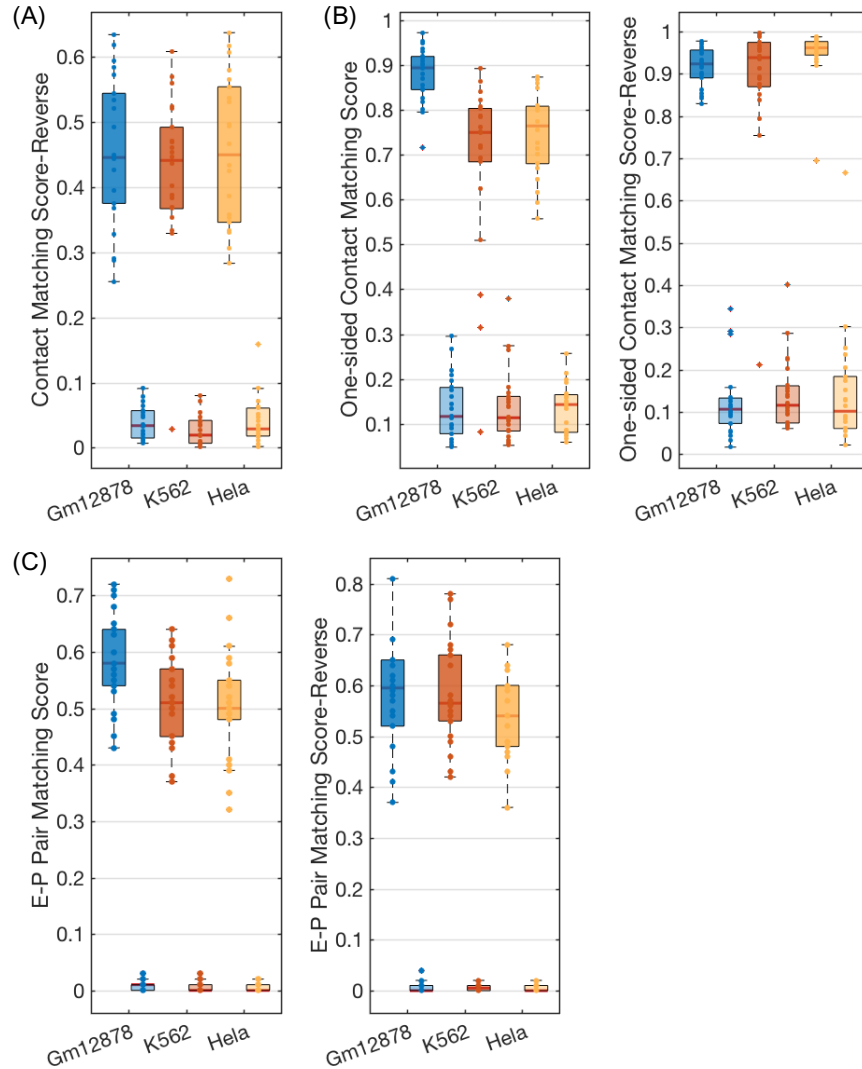 (A)
Contact Matching Score-Reverse
0.6
0.5
0.4
0.3
0.2
0.1
0
Gm12878
K562
Hela
(B)
One-sided Contact Matching Score
1
0.9
0.8
0.7
0.6
0.5
0.4
0.3
0.2
0.1
Gm12878
K562
Hela
One-sided Contact Matching Score-Reverse
1
0.9
0.8
0.7
0.6
0.5
0.4
0.3
0.2
0.1
0
Gm12878
K562
Hela
(C)
E-P Pair Matching Score
0.7
0.6
0.5
0.4
0.3
0.2
0.1
0
Gm12878
K562
Hela
E-P Pair Matching Score-Reverse
0.8
0.7
0.6
0.5
0.4
0.3
0.2
0.1
0
Gm12878
K562
Hela